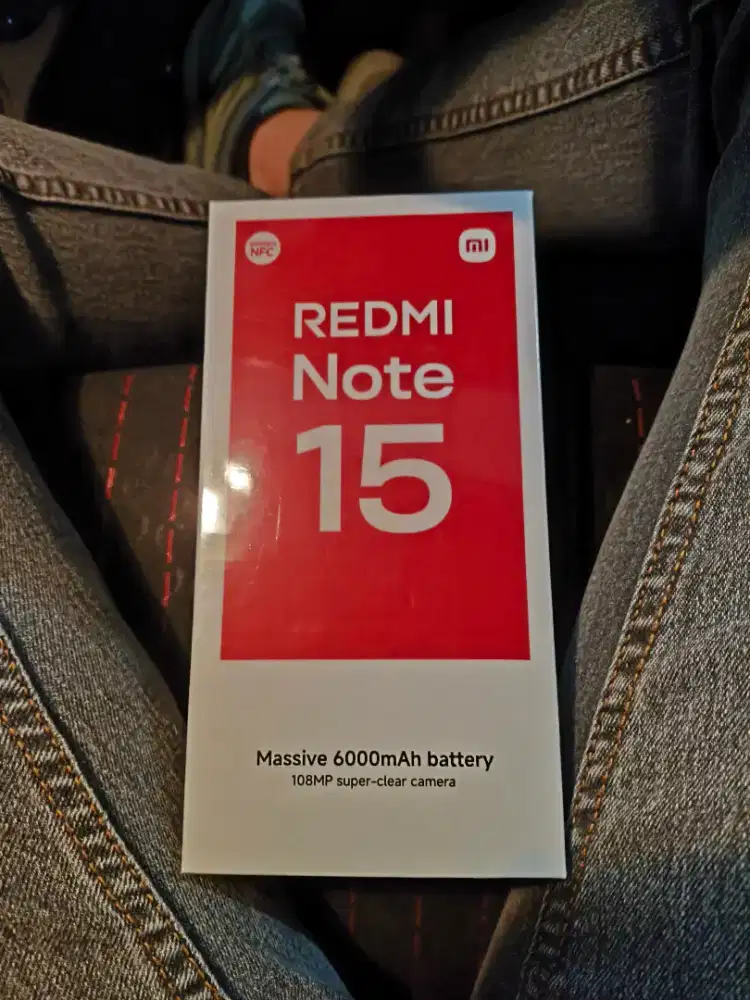 NFC
mi
REDMI
Note
15
Massive 6000mAh battery
108MP super-clear camera